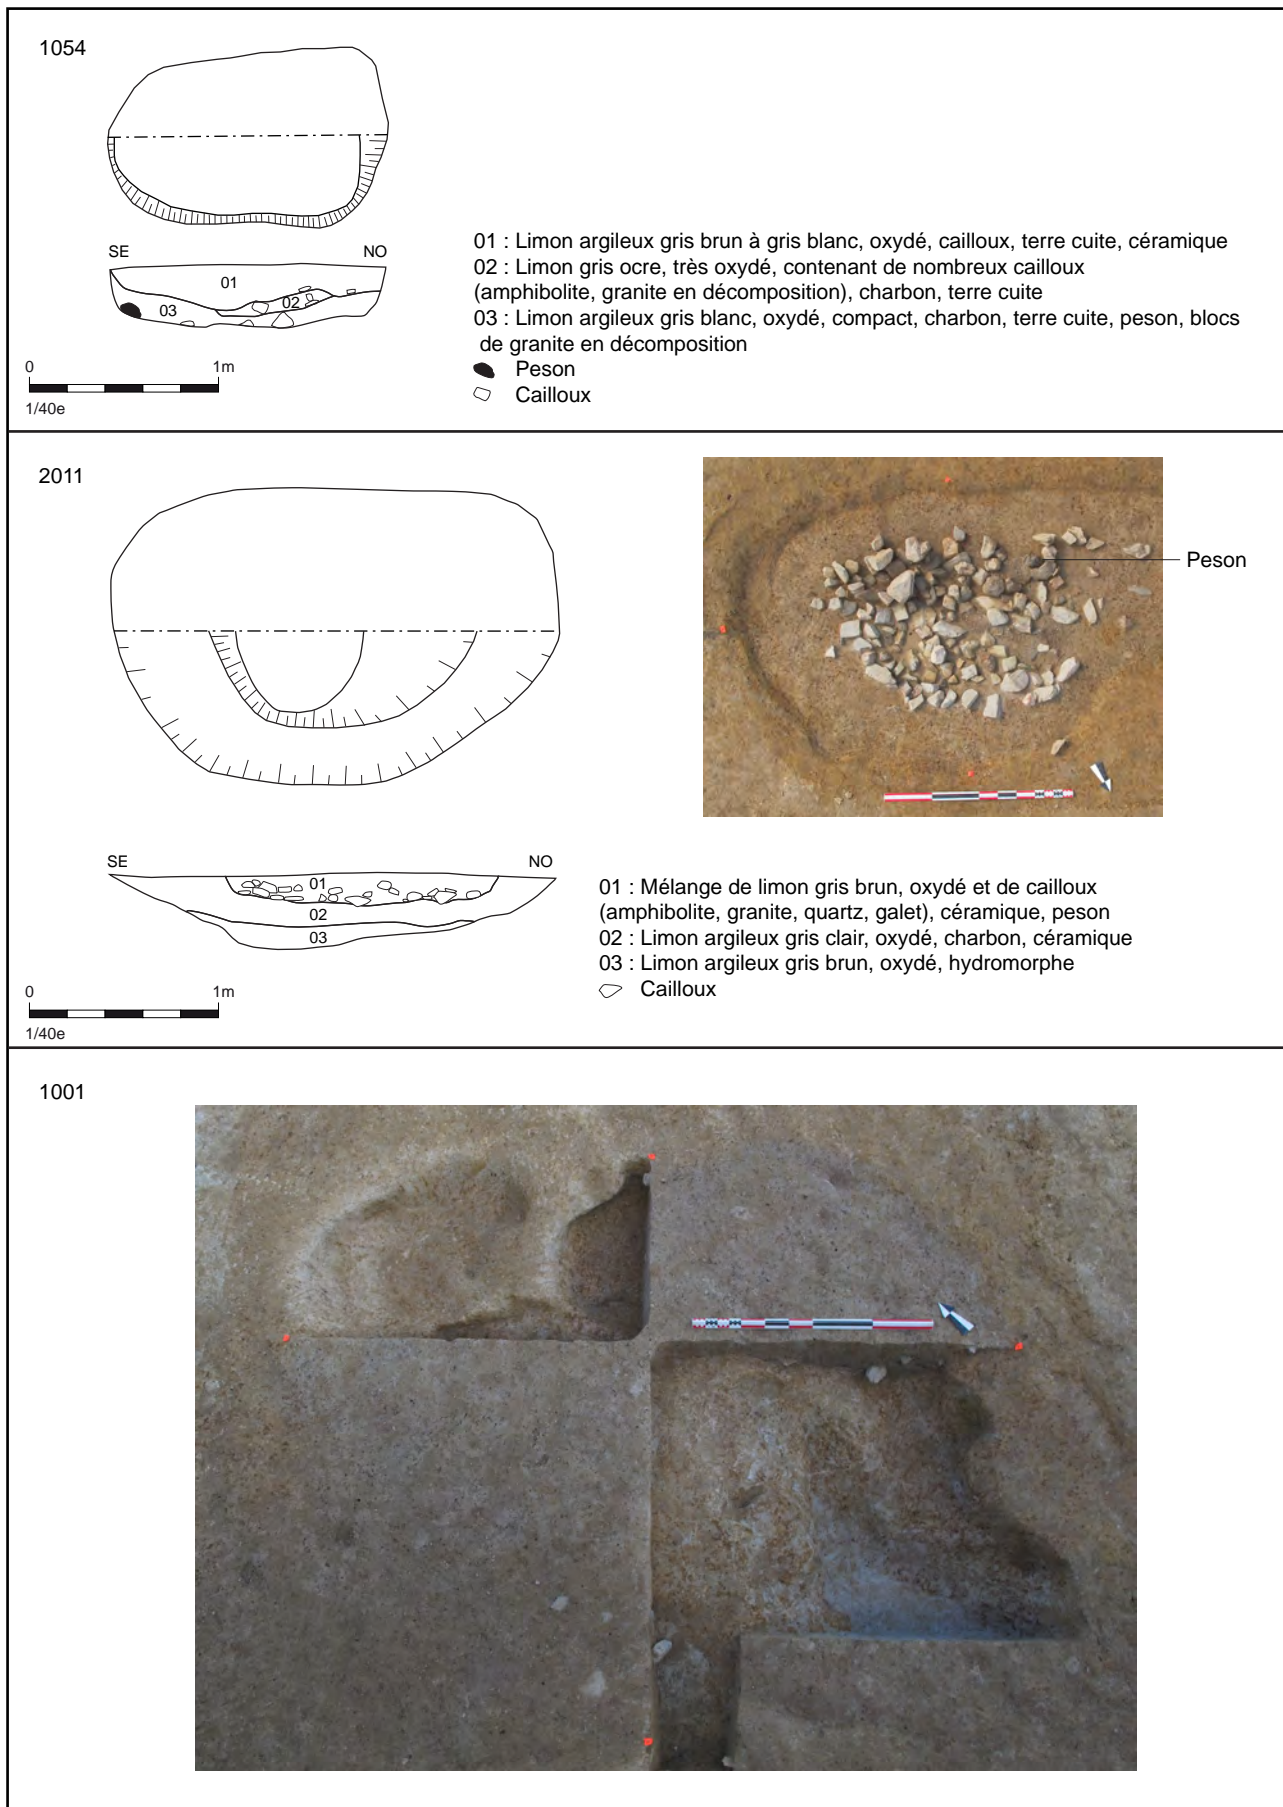 1054
SE
NO
01
02
03
01 : Limon argileux gris brun à gris blanc, oxydé, cailloux, terre cuite, céramique
02 : Limon gris ocre, très oxydé, contenant de nombreux cailloux
(amphibolite, granite en décomposition), charbon, terre cuite
03 : Limon argileux gris blanc, oxydé, compact, charbon, terre cuite, peson, blocs
de granite en décomposition
Peson
Cailloux
0 1m
1/40e
2011
Peson
SE
NO
01
02
03
01 : Mélange de limon gris brun, oxydé et de cailloux
(amphibolite, granite, quartz, galet), céramique, peson
02 : Limon argileux gris clair, oxydé, charbon, céramique
03 : Limon argileux gris brun, oxydé, hydromorphe
Cailloux
0 1m
1/40e
1001